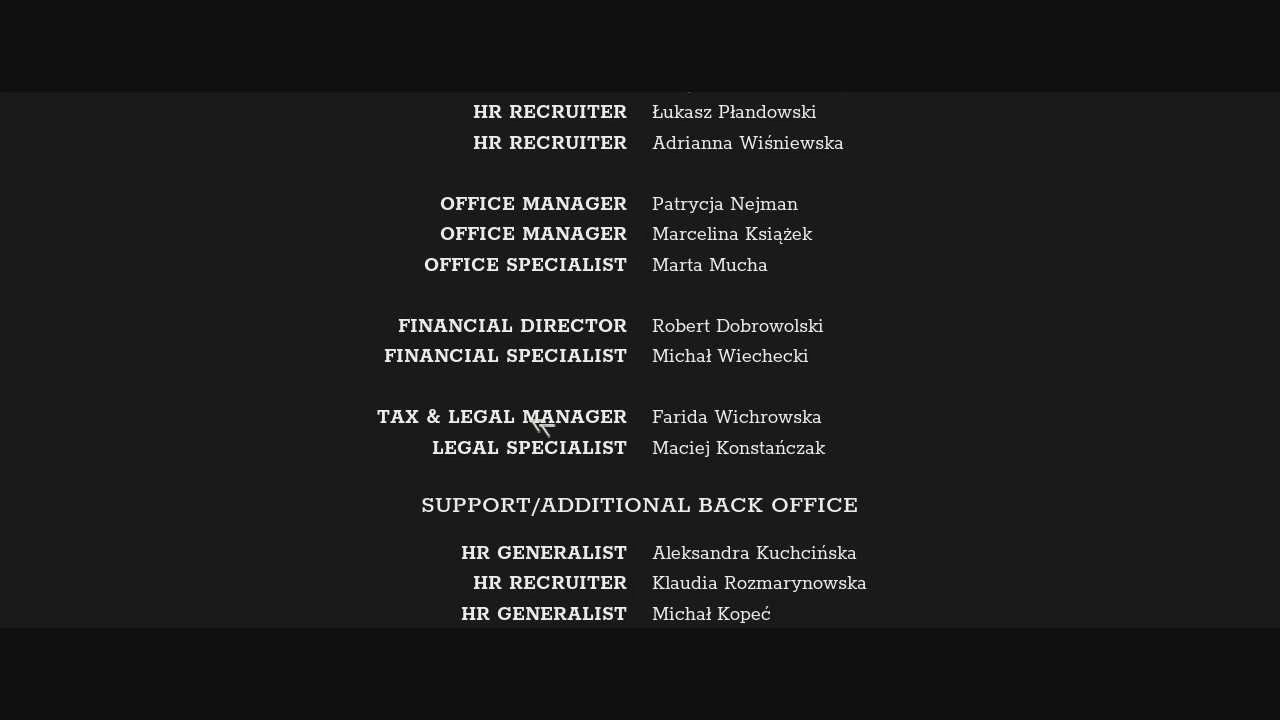 HR RECRUITER Łukasz Płandowski
HR RECRUITER Adrianna Wiśniewska
OFFICE MANAGER Patrycja Nejman
OFFICE MANAGER Marcelina Książek
OFFICE SPECIALIST Marta Mucha
FINANCIAL DIRECTOR Robert Dobrowolski
FINANCIAL SPECIALIST Michał Wiechecki
TAX & LEGAL MANAGER Farida Wichrowska
LEGAL SPECIALIST Maciej Konstańczak
SUPPORT/ADDITIONAL BACK OFFICE
HR GENERALIST Aleksandra Kuchcińska
HR RECRUITER Klaudia Rozmarynowska
HR GENERALIST Michał Kopeć